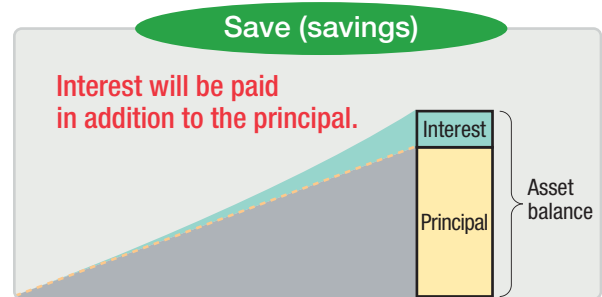 Save (savings)
Interest will be paid
in addition to the principal.
Interest
Principal
Asset
balance